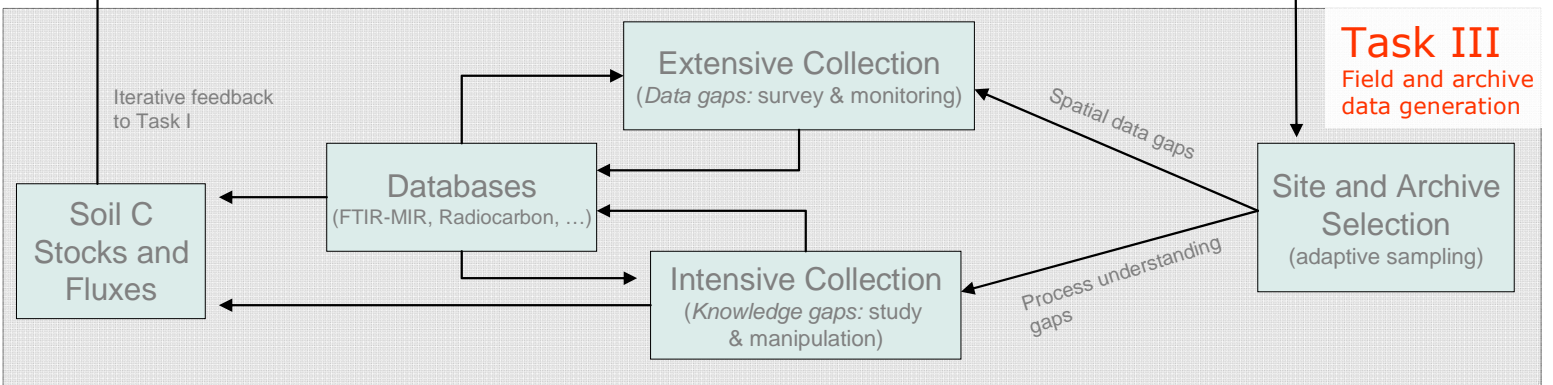 Task III
Field and archive
data generation
Iterative feedback
to Task I
Extensive Collection
(Data gaps: survey & monitoring)
Spatial data gaps
Databases
(FTIR-MIR, Radiocarbon, …)
Site and Archive
Selection
(adaptive sampling)
Soil C
Stocks and
Fluxes
Intensive Collection
(Knowledge gaps: study
& manipulation)
Process understanding
gaps